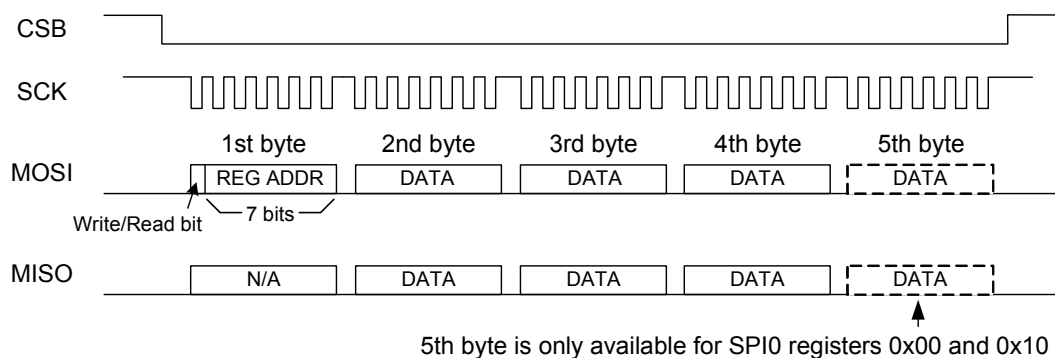 CSB
SCK
1st byte 2nd byte 3rd byte 4th byte 5th byte
MOSI REG ADDR DATA DATA DATA DATA
Write/Read bit 7 bits
MISO N/A DATA DATA DATA DATA
5th byte is only available for SPI0 registers 0x00 and 0x10